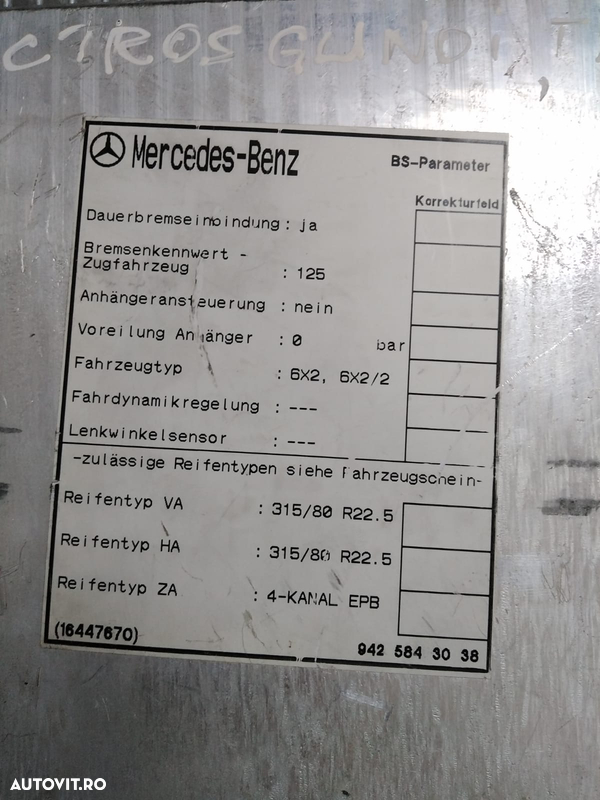 Mercedes-Benz
BS-Parameter
Korrekturfeld
Dauerbremseinbindung : ja
Bremsenkennwert -
Zugfahrzeug : 125
Anhängeransteuerung : nein
Voreilung Anhänger : 0 bar
Fahrzeugtyp : 6X2, 6X2/2
Fahrdynamikregelung : ---
Lenkwinkelsensor : ---
-zulässige Reifentypen siehe Fahrzeugschein-
Reifentyp VA : 315/80 R22.5
Reifentyp HA : 315/80 R22.5
Reifentyp ZA : 4-KANAL EPB
(16447670)
942 584 30 38
AUTOVIT.RO